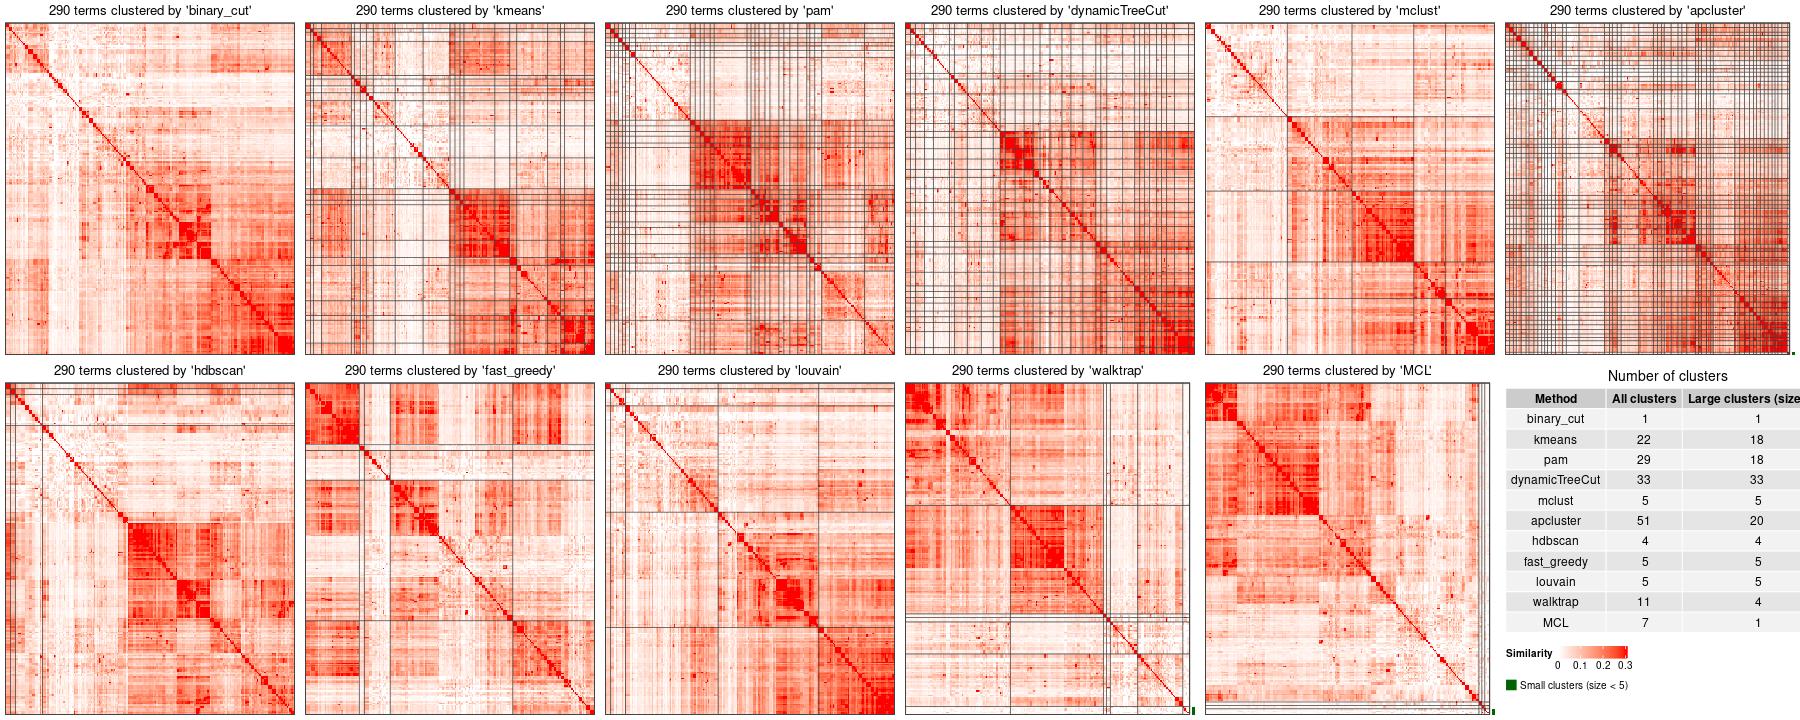 290 terms clustered by 'binary_cut'
290 terms clustered by 'kmeans'
290 terms clustered by 'pam'
290 terms clustered by 'dynamicTreeCut'
290 terms clustered by 'mclust'
290 terms clustered by 'apcluster'
290 terms clustered by 'hdbscan'
290 terms clustered by 'fast_greedy'
290 terms clustered by 'louvain'
290 terms clustered by 'walktrap'
290 terms clustered by 'MCL'
Number of clusters
Method All clusters Large clusters (size
binary_cut 1 1
kmeans 22 18
pam 29 18
dynamicTreeCut 33 33
mclust 5 5
apcluster 51 20
hdbscan 4 4
fast_greedy 5 5
louvain 5 5
walktrap 11 4
MCL 7 1
Similarity
0 0.1 0.2 0.3
Small clusters (size < 5)